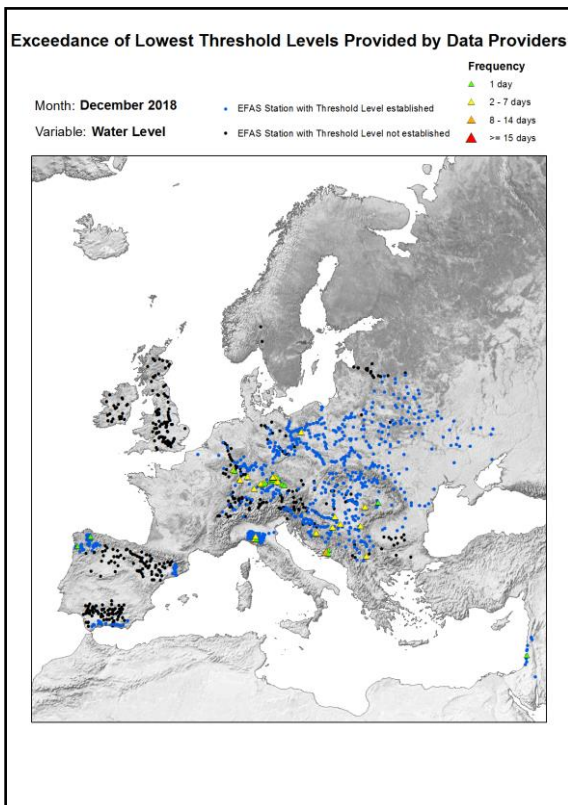 Exceedance of Lowest Threshold Levels Provided by Data Providers
Frequency
1 day
2 - 7 days
8 - 14 days
>= 15 days
Month: December 2018
Variable: Water Level
EFAS Station with Threshold Level established
EFAS Station with Threshold Level not established